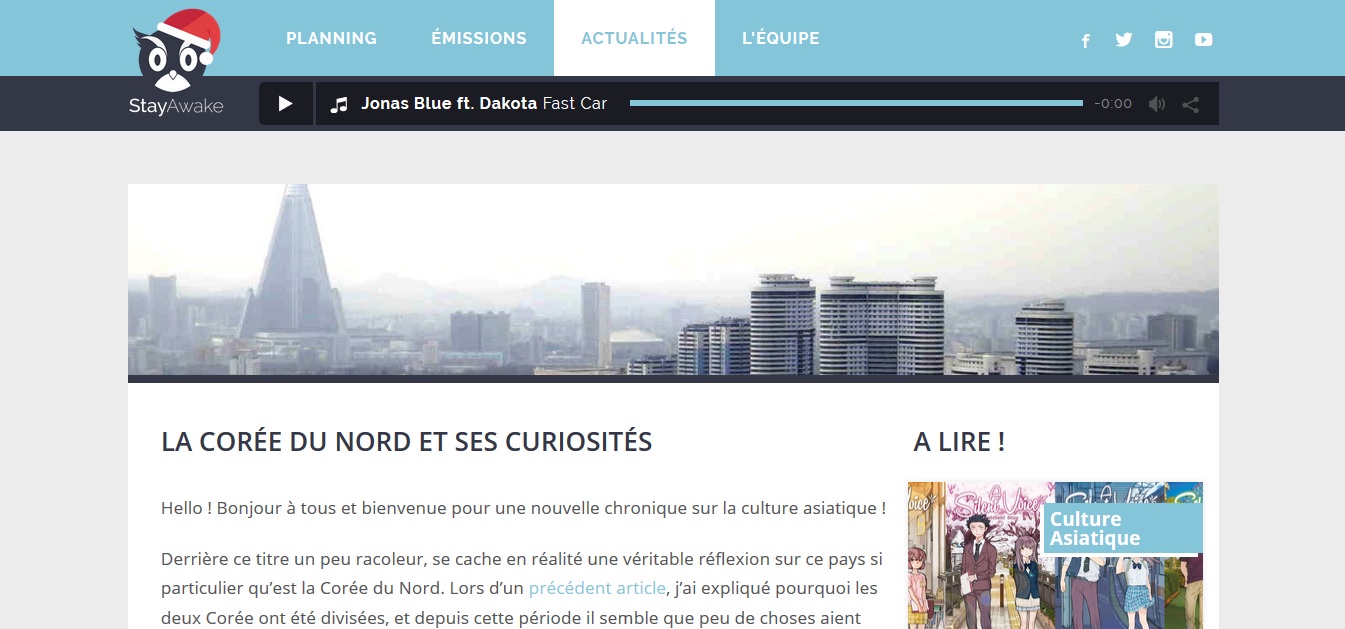 PLANNING
ÉMISSIONS
ACTUALITÉS
L'ÉQUIPE
StayAwake
Jonas Blue ft. Dakota Fast Car
-0:00
LA CORÉE DU NORD ET SES CURIOSITÉS
Hello ! Bonjour à tous et bienvenue pour une nouvelle chronique sur la culture asiatique !
Derrière ce titre un peu racoleur, se cache en réalité une véritable réflexion sur ce pays si
particulier qu’est la Corée du Nord. Lors d’un précédent article, j’ai expliqué pourquoi les
deux Corée ont été divisées, et depuis cette période il semble que peu de choses aient
A LIRE !
A Silent Voice
Culture
Asiatique